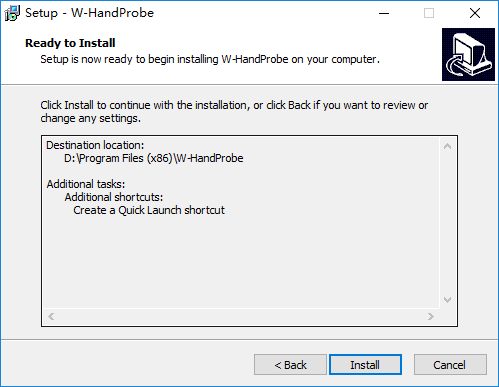 Setup - W-HandProbe
Ready to Install
Setup is now ready to begin installing W-HandProbe on your computer.
Click Install to continue with the installation, or click Back if you want to review or
change any settings.
Destination location:
D:\Program Files (x86)\W-HandProbe
Additional tasks:
Additional shortcuts:
Create a Quick Launch shortcut
< Back
Install
Cancel